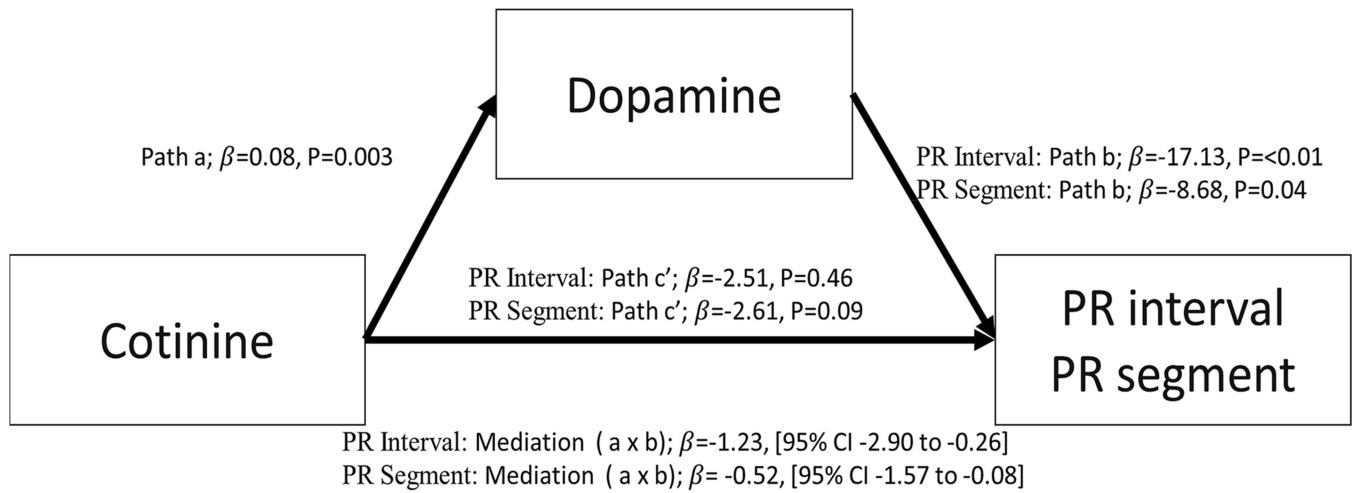 Dopamine
Path a; β=0.08, P=0.003
PR Interval: Path b; β=-17.13, P=<0.01
PR Segment: Path b; β=-8.68, P=0.04
PR Interval: Path c’; β=-2.51, P=0.46
PR Segment: Path c’; β=-2.61, P=0.09
Cotinine
PR interval
PR segment
PR Interval: Mediation ( a x b); β=-1.23, [95% CI -2.90 to -0.26]
PR Segment: Mediation ( a x b); β= -0.52, [95% CI -1.57 to -0.08]